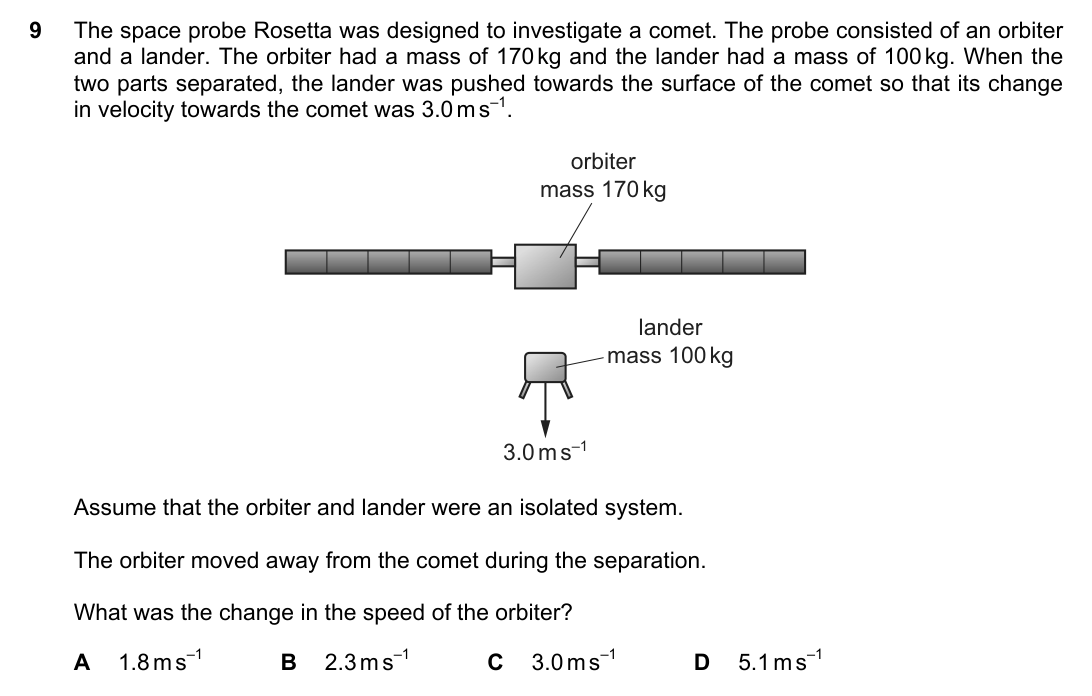 9 The space probe Rosetta was designed to investigate a comet. The probe consisted of an orbiter
and a lander. The orbiter had a mass of 170 kg and the lander had a mass of 100 kg. When the
two parts separated, the lander was pushed towards the surface of the comet so that its change
in velocity towards the comet was 3.0 m s⁻¹.
orbiter
mass 170 kg
lander
mass 100 kg
3.0 m s⁻¹
Assume that the orbiter and lander were an isolated system.
The orbiter moved away from the comet during the separation.
What was the change in the speed of the orbiter?
A 1.8 m s⁻¹ B 2.3 m s⁻¹ C 3.0 m s⁻¹ D 5.1 m s⁻¹